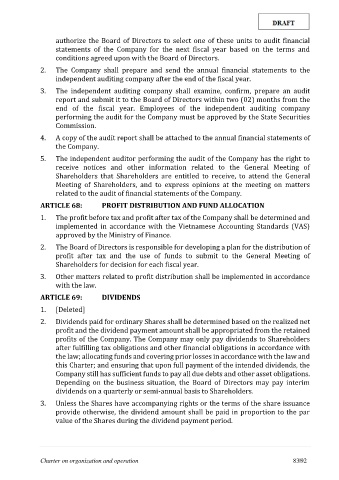 DRAFT
authorize the Board of Directors to select one of these units to audit financial
statements of the Company for the next fiscal year based on the terms and
conditions agreed upon with the Board of Directors.
2. The Company shall prepare and send the annual financial statements to the
independent auditing company after the end of the fiscal year.
3. The independent auditing company shall examine, confirm, prepare an audit
report and submit it to the Board of Directors within two (02) months from the
end of the fiscal year. Employees of the independent auditing company
performing the audit for the Company must be approved by the State Securities
Commission.
4. A copy of the audit report shall be attached to the annual financial statements of
the Company.
5. The independent auditor performing the audit of the Company has the right to
receive notices and other information related to the General Meeting of
Shareholders that Shareholders are entitled to receive, to attend the General
Meeting of Shareholders, and to express opinions at the meeting on matters
related to the audit of financial statements of the Company.
ARTICLE 68: PROFIT DISTRIBUTION AND FUND ALLOCATION
1. The profit before tax and profit after tax of the Company shall be determined and
implemented in accordance with the Vietnamese Accounting Standards (VAS)
approved by the Ministry of Finance.
2. The Board of Directors is responsible for developing a plan for the distribution of
profit after tax and the use of funds to submit to the General Meeting of
Shareholders for decision for each fiscal year.
3. Other matters related to profit distribution shall be implemented in accordance
with the law.
ARTICLE 69: DIVIDENDS
1. [Deleted]
2. Dividends paid for ordinary Shares shall be determined based on the realized net
profit and the dividend payment amount shall be appropriated from the retained
profits of the Company. The Company may only pay dividends to Shareholders
after fulfilling tax obligations and other financial obligations in accordance with
the law; allocating funds and covering prior losses in accordance with the law and
this Charter; and ensuring that upon full payment of the intended dividends, the
Company still has sufficient funds to pay all due debts and other asset obligations.
Depending on the business situation, the Board of Directors may pay interim
dividends on a quarterly or semi-annual basis to Shareholders.
3. Unless the Shares have accompanying rights or the terms of the share issuance
provide otherwise, the dividend amount shall be paid in proportion to the par
value of the Shares during the dividend payment period.
Charter on organization and operation 8392